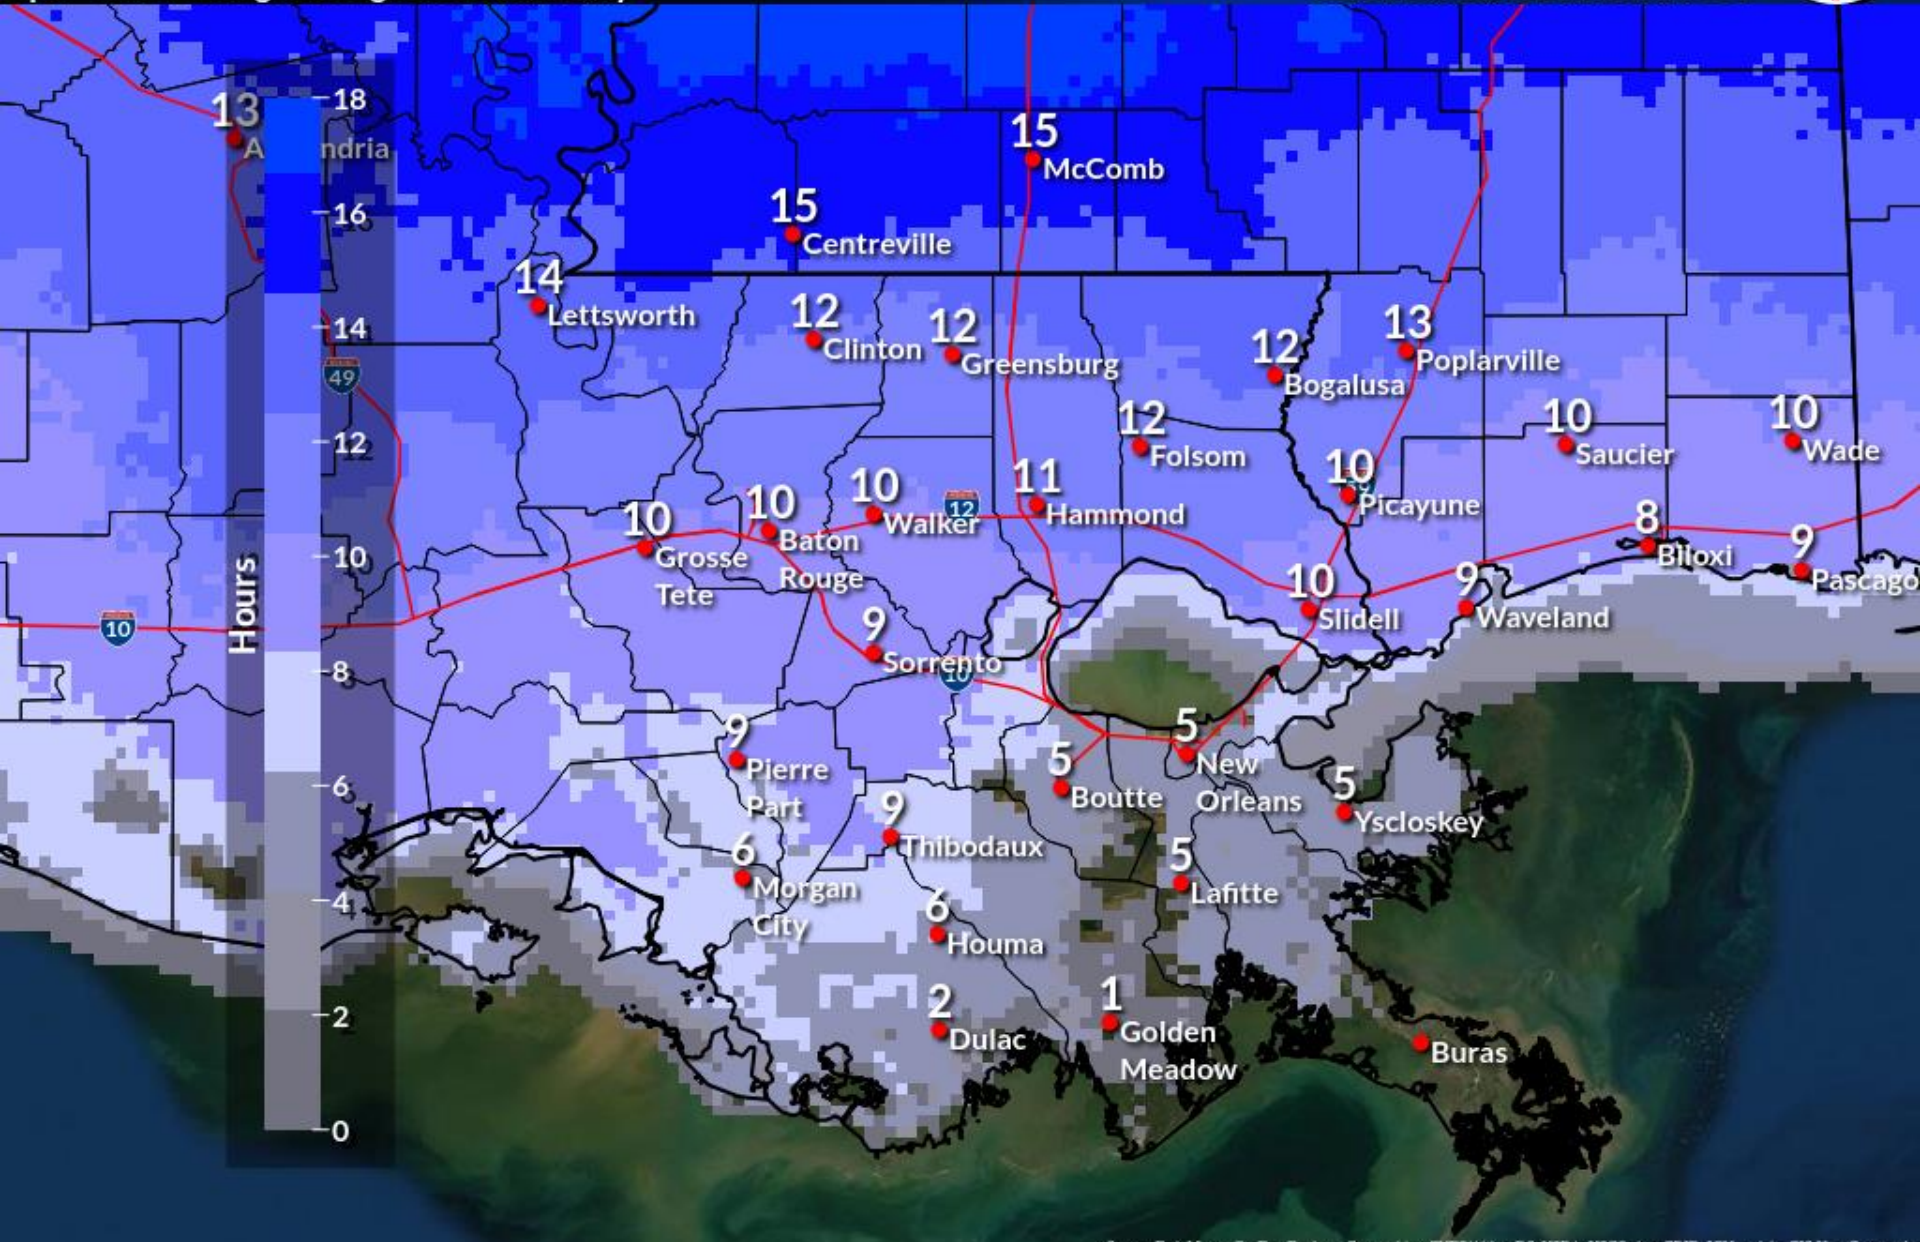 13
A ndria
18
16
14
12
10
8
6
4
2
0
Hours
49
10
15
McComb
15
Centreville
14
Lettsworth
12
Clinton
12
Greensburg
12
Bogalusa
13
Poplarville
12
Folsom
10
Saucier
10
Wade
10
Picayune
10
Grosse
Tete
10
Baton
Rouge
10
Walker
12
11
Hammond
8
Biloxi
9
Pascago
10
Slidell
9
Waveland
9
Sorrento
10
9
Pierre
Part
5
New
Orleans
5
Boutte
5
Yscloskey
9
Thibodaux
6
Morgan
City
5
Lafitte
6
Houma
2
Dulac
1
Golden
Meadow
Buras